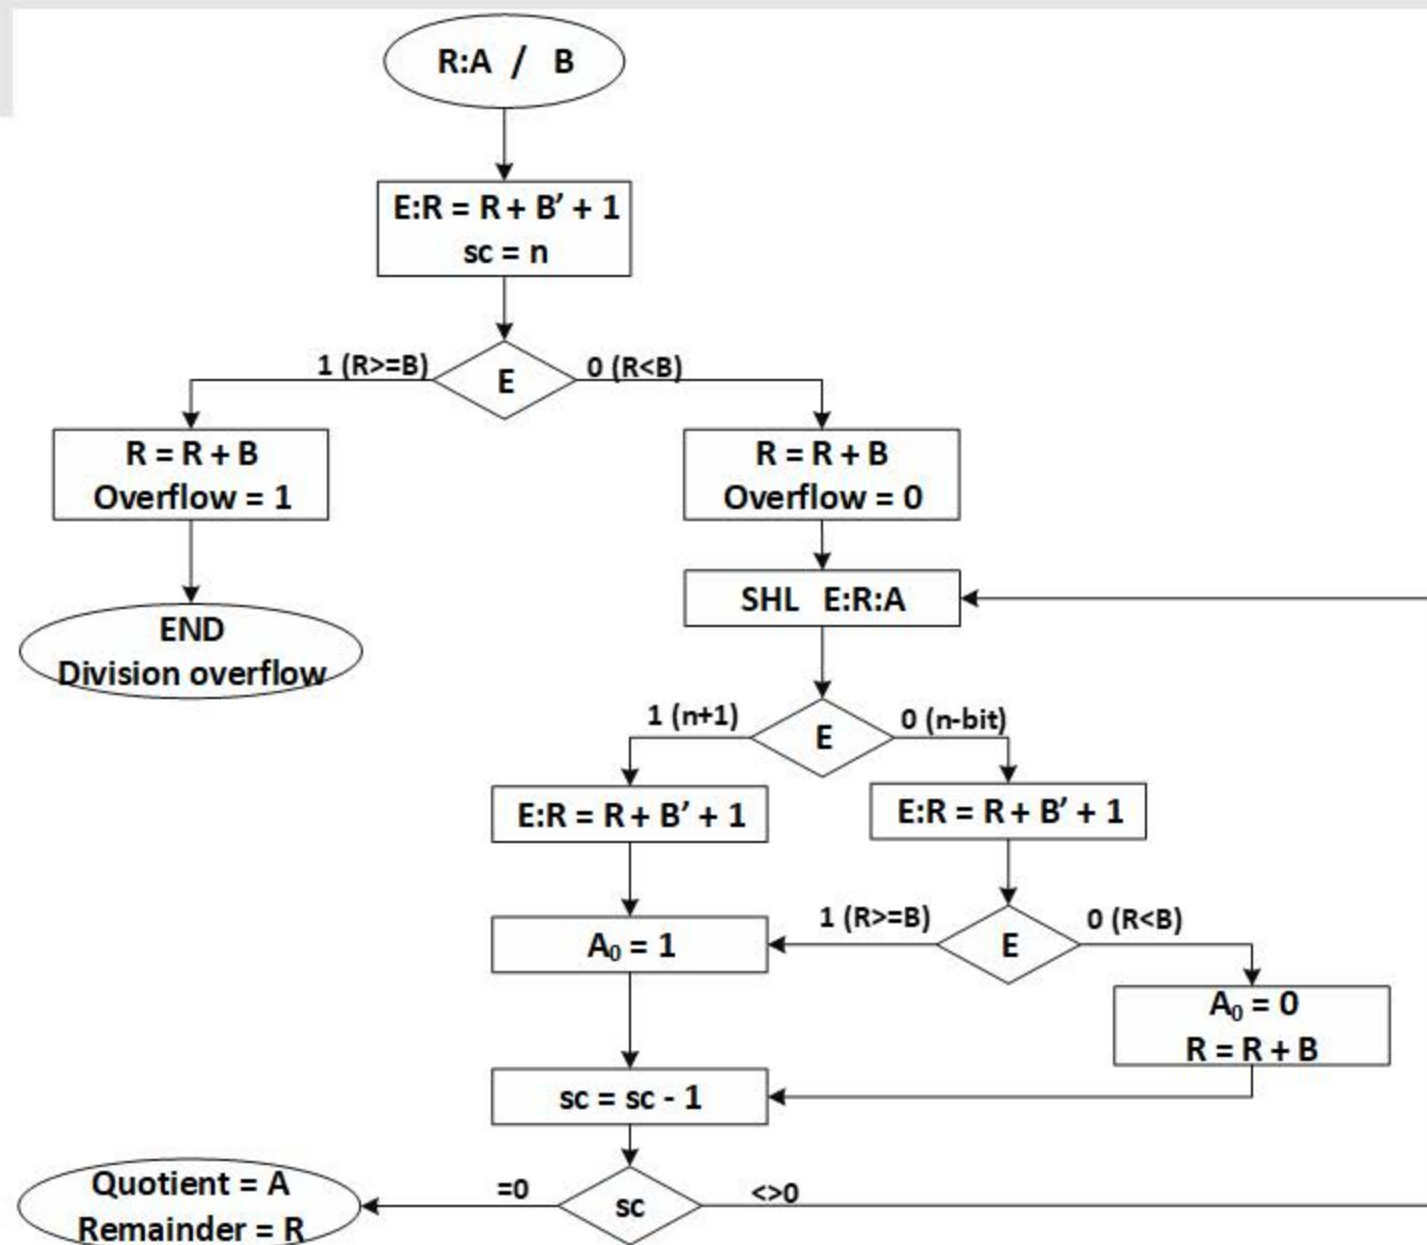 R:A / B
E:R = R + B’ + 1
sc = n
1 (R>=B)
E
0 (R<B)
R = R + B
Overflow = 1
R = R + B
Overflow = 0
END
Division overflow
SHL E:R:A
1 (n+1)
E
0 (n-bit)
E:R = R + B’ + 1
E:R = R + B’ + 1
A₀ = 1
1 (R>=B)
E
0 (R<B)
A₀ = 0
R = R + B
sc = sc - 1
Quotient = A
Remainder = R
=0
sc
<>0